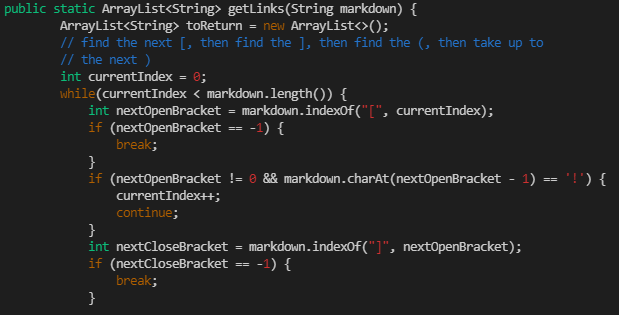 public static ArrayList<String> getLinks(String markdown) {
        ArrayList<String> toReturn = new ArrayList<>();
        // find the next [, then find the ], then find the (, then take up to
        // the next )
        int currentIndex = 0;
        while(currentIndex < markdown.length()) {
            int nextOpenBracket = markdown.indexOf("[", currentIndex);
            if (nextOpenBracket == -1) {
                break;
            }
            if (nextOpenBracket != 0 && markdown.charAt(nextOpenBracket - 1) == '!') {
                currentIndex++;
                continue;
            }
            int nextCloseBracket = markdown.indexOf("]", nextOpenBracket);
            if (nextCloseBracket == -1) {
                break;
            }